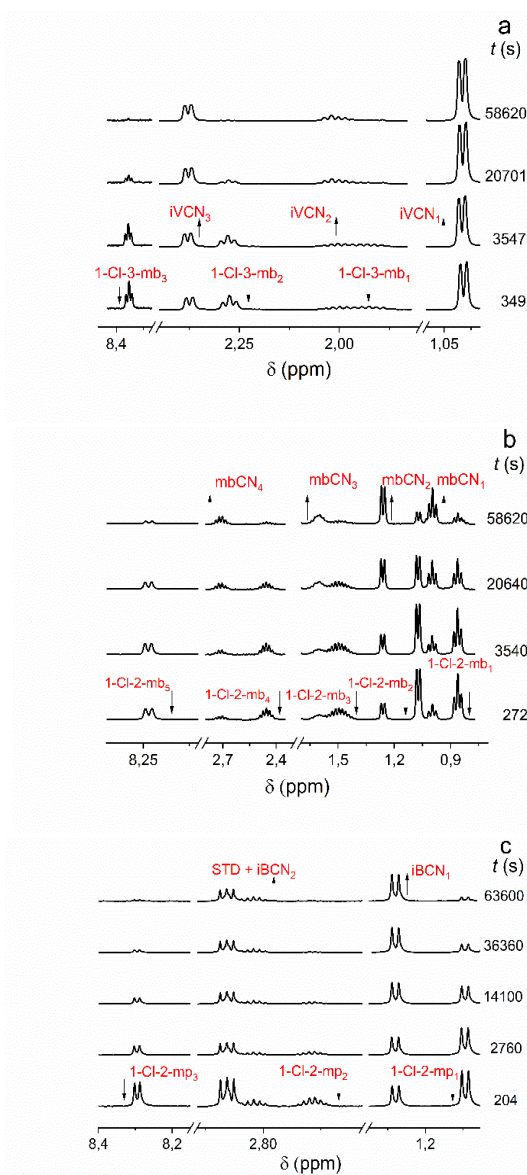 a
t (s)
58620
20701
iVCN₃ iVCN₂ iVCN₁
3547
1-Cl-3-mb₃ 1-Cl-3-mb₂ 1-Cl-3-mb₁
349
8,4 2,25 2,00 1,05
δ (ppm)
b
t (s)
mbCN₄ mbCN₃ mbCN₂ mbCN₁
58620
20640
3540
1-Cl-2-mb₅ 1-Cl-2-mb₄ 1-Cl-2-mb₃ 1-Cl-2-mb₂ 1-Cl-2-mb₁
272
8,25 2,7 2,4 1,5 1,2 0,9
δ (ppm)
c
t (s)
STD + iBCN₂ iBCN₁
63600
36360
14100
2760
1-Cl-2-mp₃ 1-Cl-2-mp₂ 1-Cl-2-mp₁
204
8,4 8,2 2,80 1,2
δ (ppm)